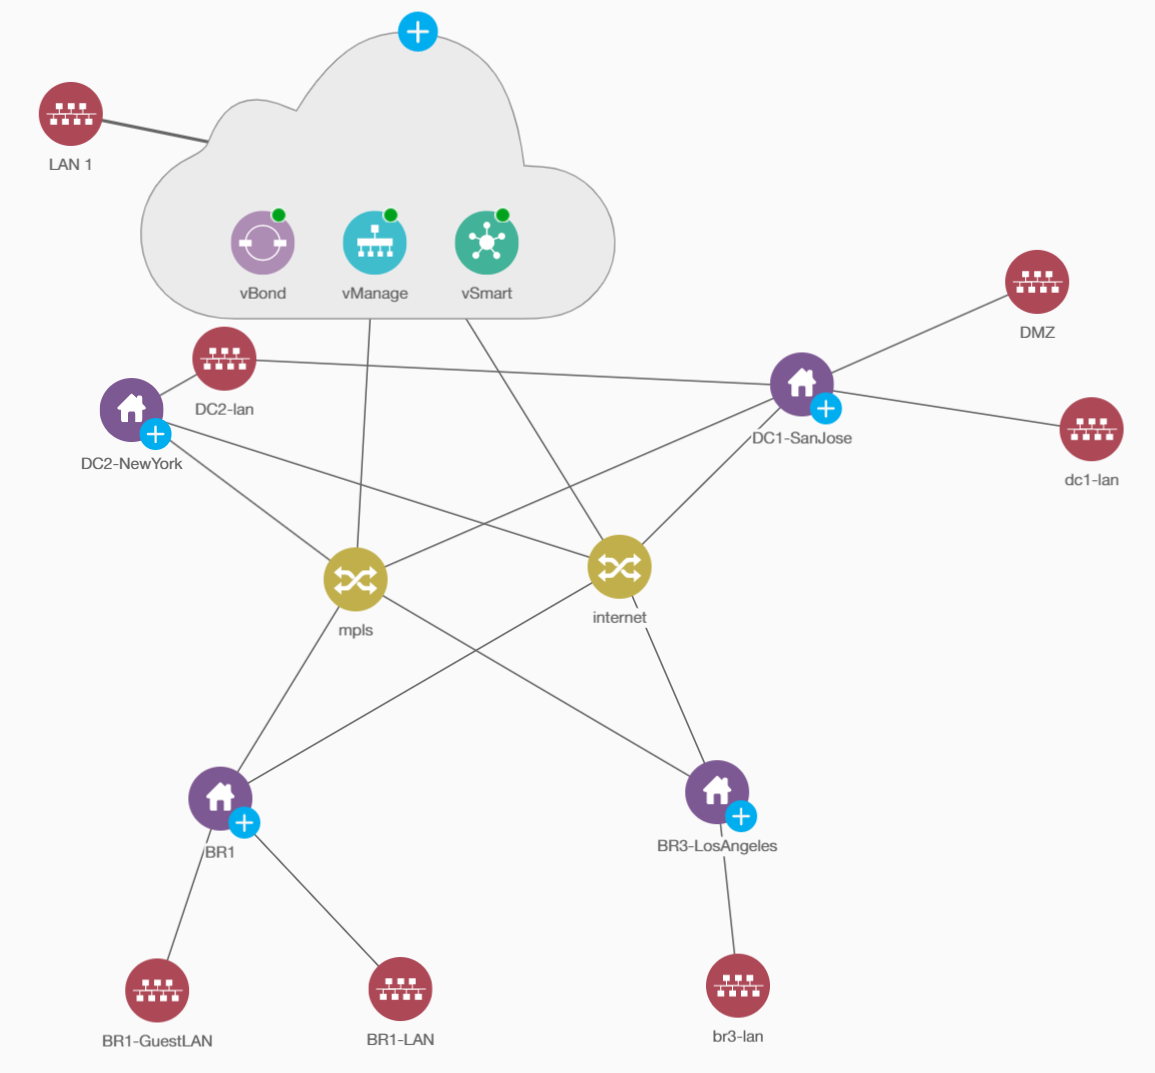 LAN 1
vBond
vManage
vSmart
DMZ
DC2-lan
DC1-SanJose
DC2-NewYork
dc1-lan
internet
mpls
BR3-LosAngeles
BR1
br3-lan
BR1-LAN
BR1-GuestLAN